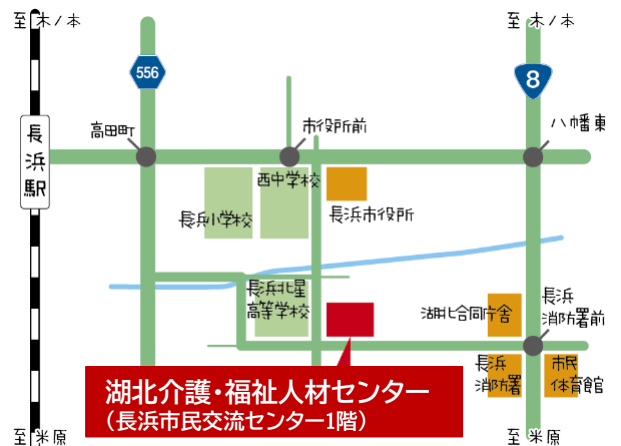 至木ノ本
至木ノ本
556
8
高田町
市役所前
八幡東
長浜駅
西中学校
長浜小学校
長浜市役所
長浜北星
高等学校
湖北合同庁舎
長浜
消防署前
長浜
消防署
市民
体育館
湖北介護・福祉人材センター
（長浜市民交流センター1階）
至米原
至米原